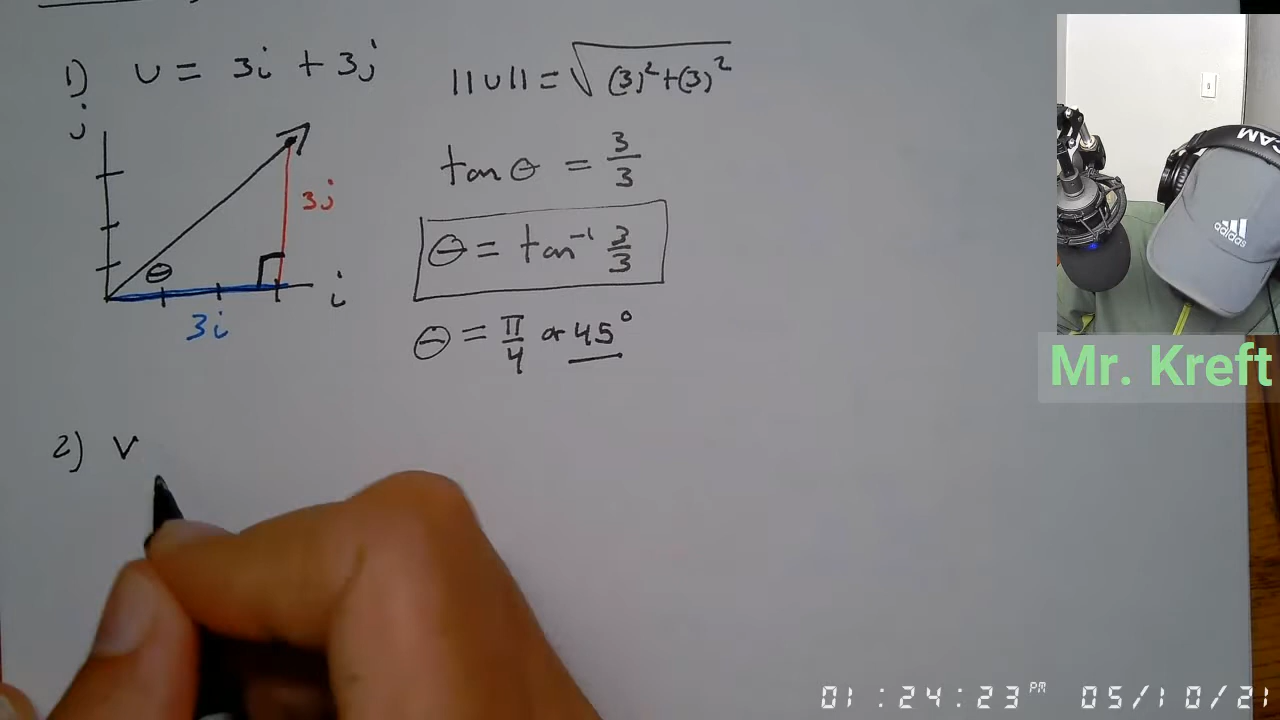 1) u = 3i + 3j
||u|| = √(3)²+(3)²
j
tan θ = 3/3
3j
θ = tan⁻¹ 3/3
θ
i
3i
θ = π/4 or 45°
2) v
CAM
adidas
Mr. Kreft
01:24:23 PM 05/10/21